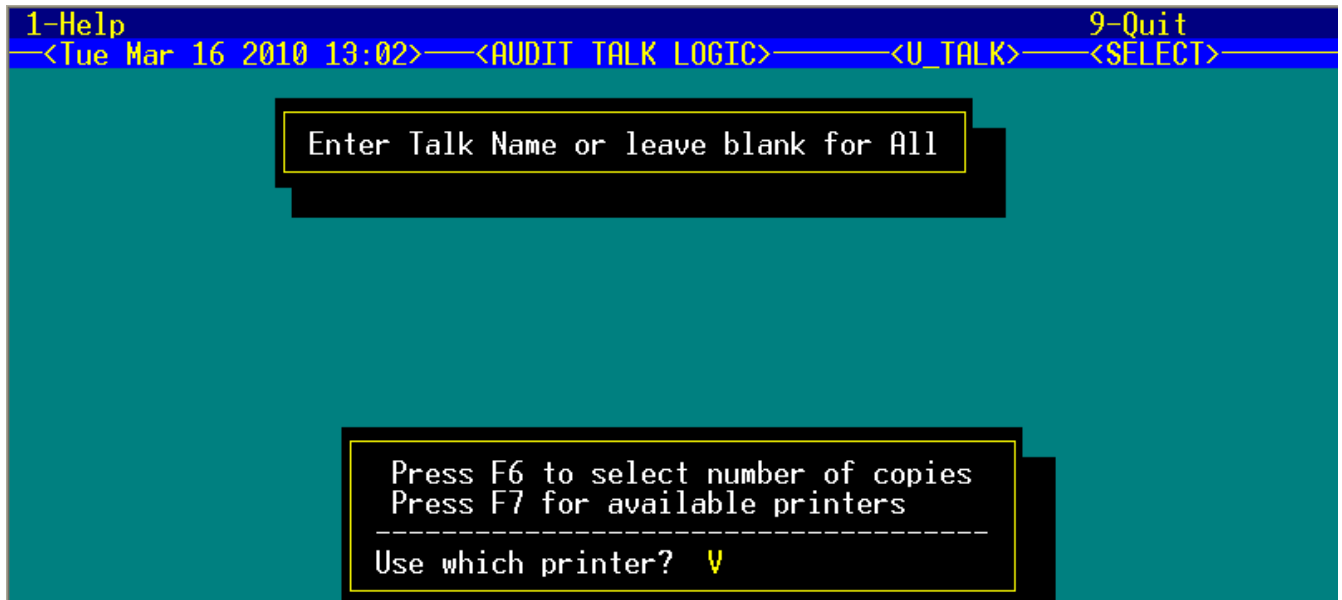 1-Help 9-Quit
<Tue Mar 16 2010 13:02> <AUDIT TALK LOGIC> <U_TALK> <SELECT>
Enter Talk Name or leave blank for All
Press F6 to select number of copies
Press F7 for available printers
-------------------------------------
Use which printer? V